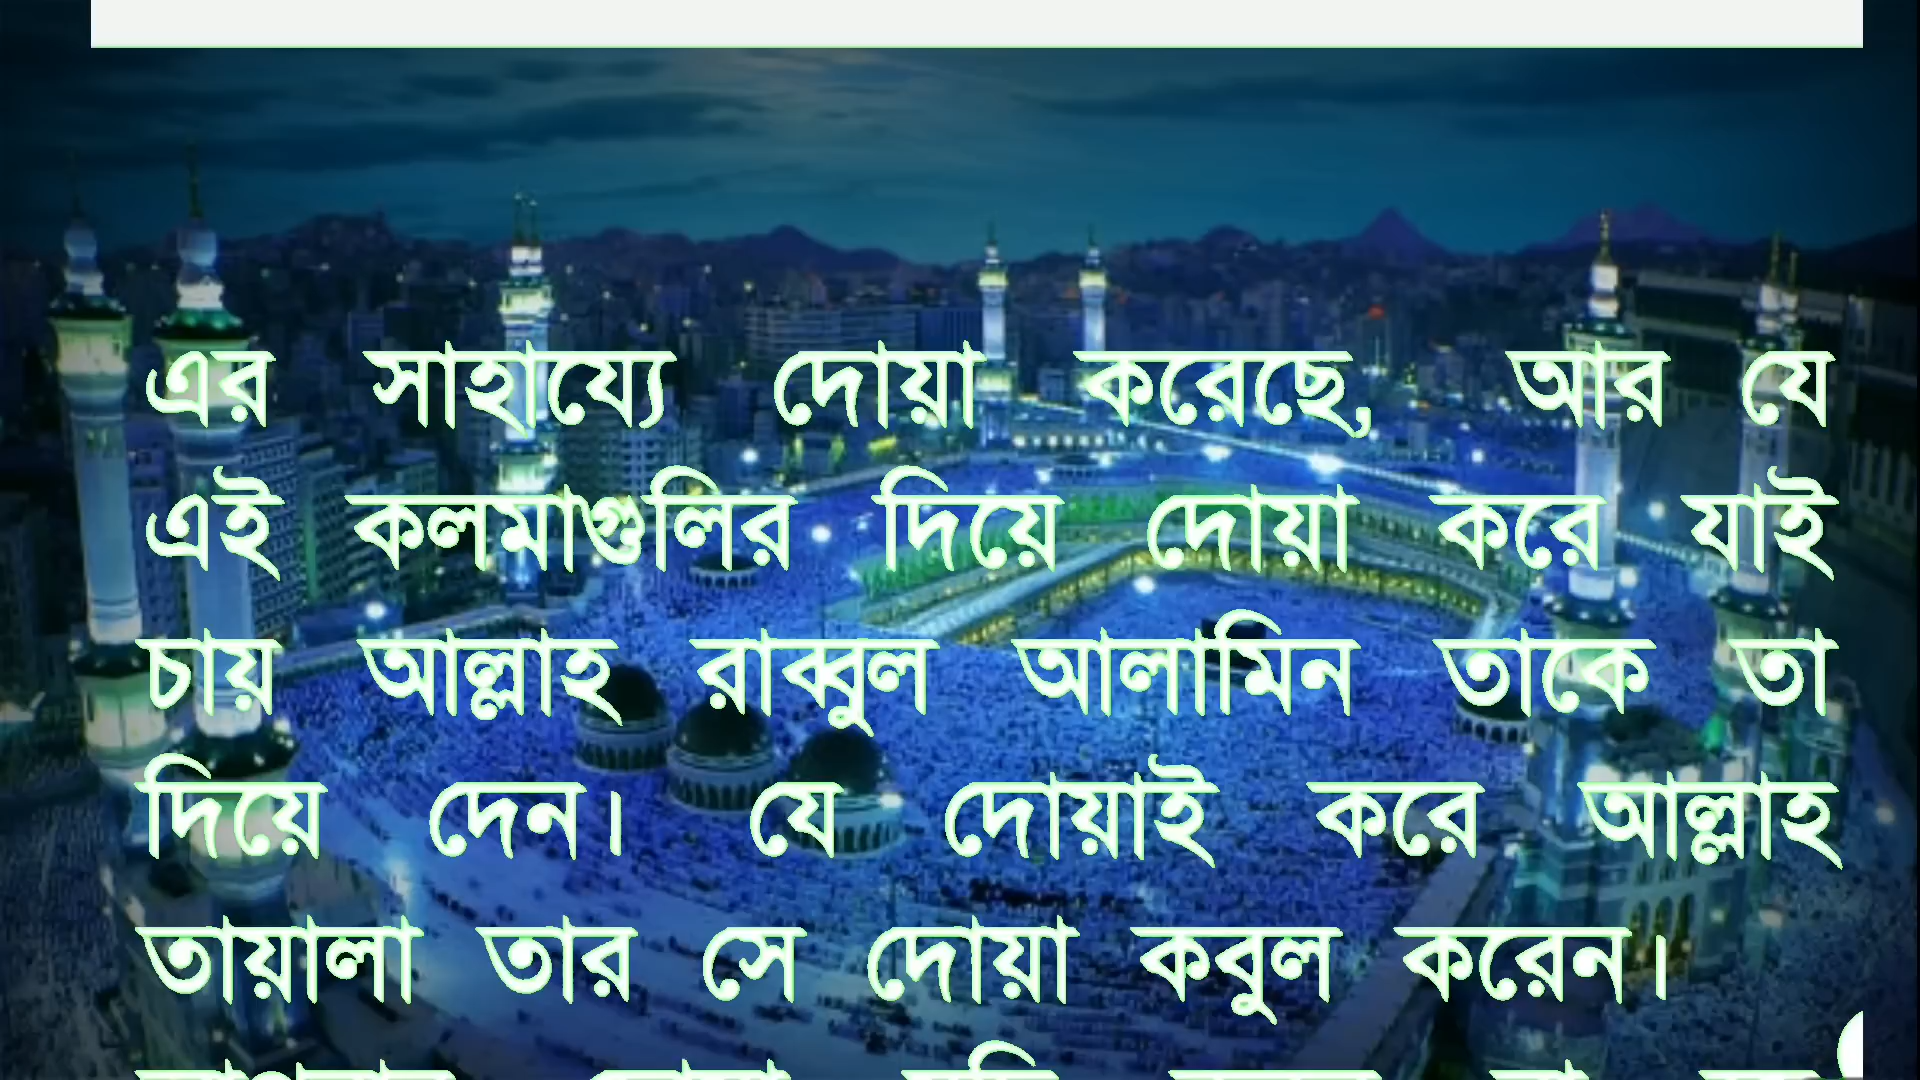 এর সাহায্যে দোয়া করেছে, আর যে
এই কলমাগুলির দিয়ে দোয়া করে যাই
চায় আল্লাহ রাব্বুল আলামিন তাকে তা
দিয়ে দেন। যে দোয়াই করে আল্লাহ
তায়ালা তার সে দোয়া কবুল করেন।